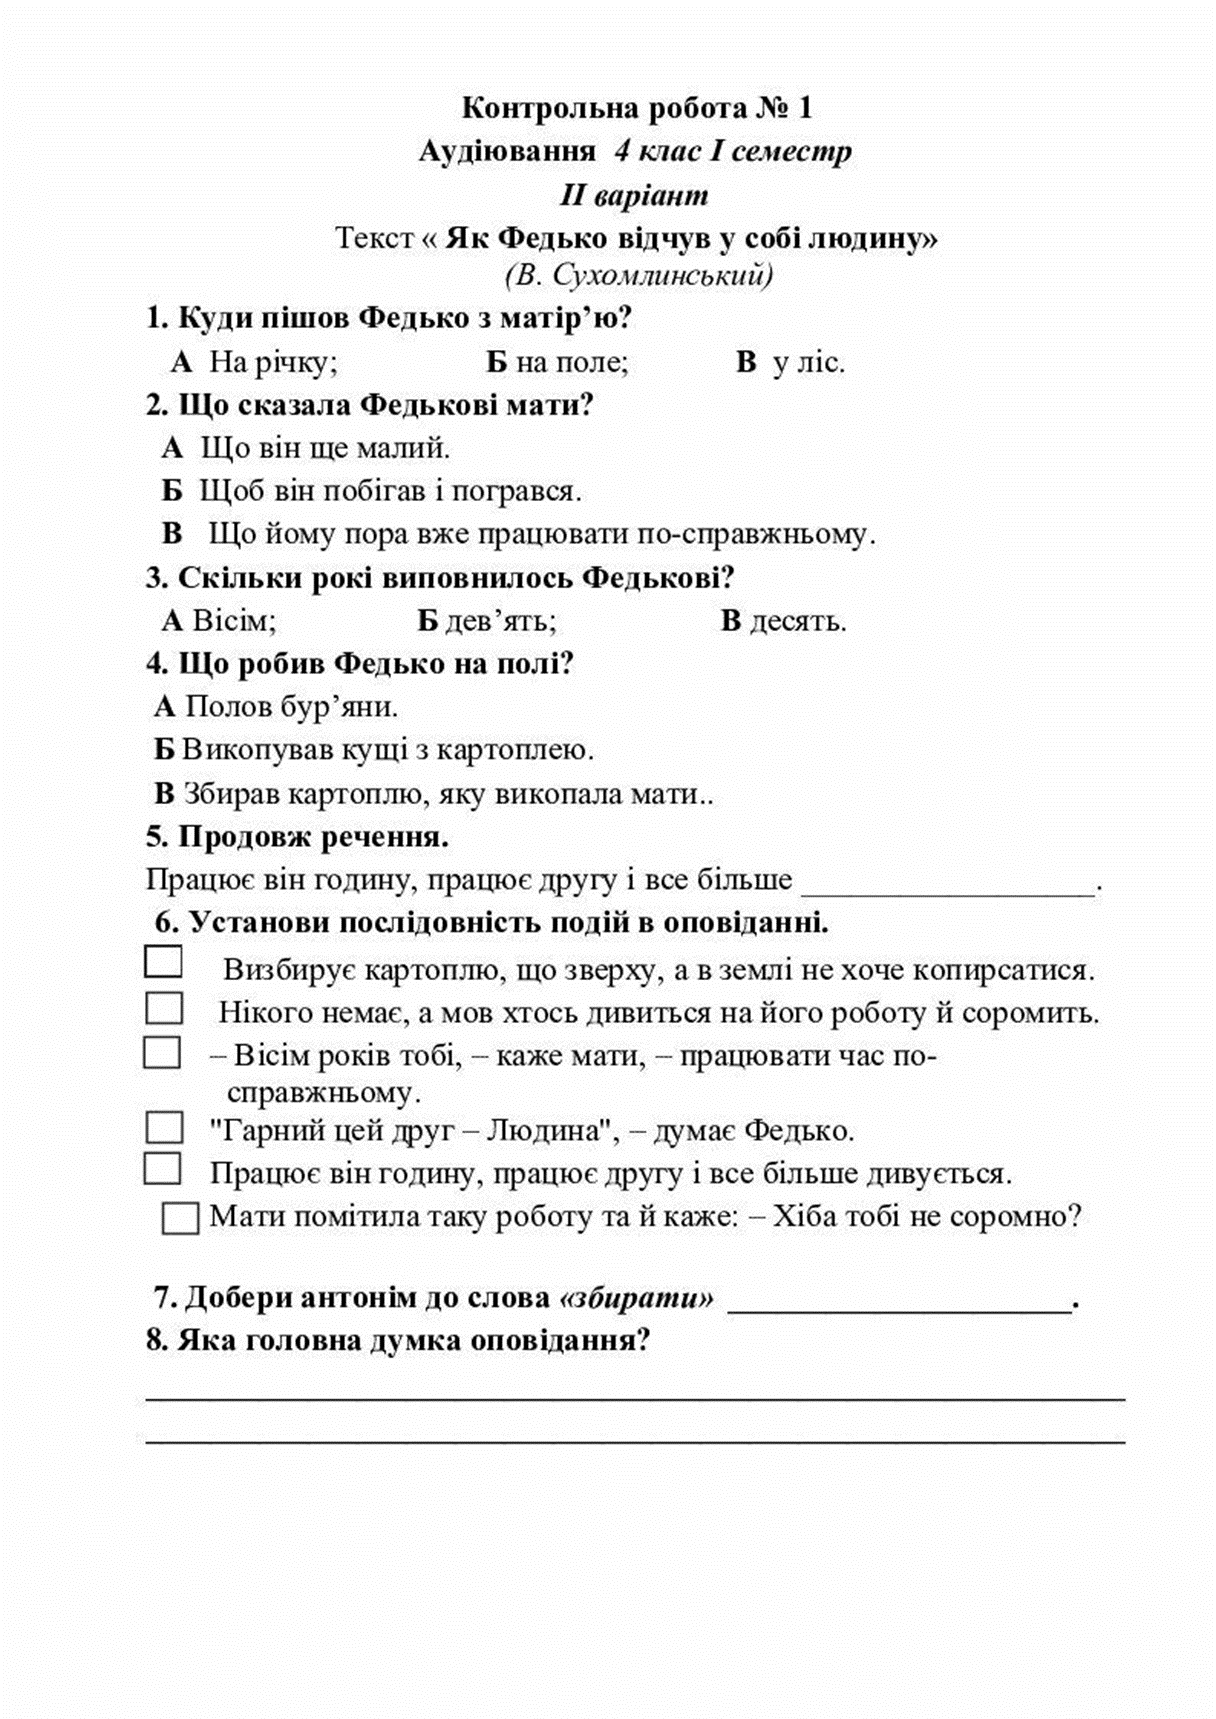 Контрольна робота № 1
Аудіювання 4 клас І семестр
ІІ варіант
Текст « Як Федько відчув у собі людину»
(В. Сухомлинський)
1. Куди пішов Федько з матір’ю?
А На річку; Б на поле; В у ліс.
2. Що сказала Федькові мати?
А Що він ще малий.
Б Щоб він побігав і погрався.
В Що йому пора вже працювати по-справжньому.
3. Скільки рокі виповнилось Федькові?
А Вісім; Б дев’ять; В десять.
4. Що робив Федько на полі?
А Полов бур’яни.
Б Викопував кущі з картоплею.
В Збирав картоплю, яку викопала мати..
5. Продовж речення.
Працює він годину, працює другу і все більше ___________________.
6. Установи послідовність подій в оповіданні.
Визбирує картоплю, що зверху, а в землі не хоче копирсатися.
Нікого немає, а мов хтось дивиться на його роботу й соромить.
– Вісім років тобі, – каже мати, – працювати час по-
справжньому.
"Гарний цей друг – Людина", – думає Федько.
Працює він годину, працює другу і все більше дивується.
Мати помітила таку роботу та й каже: – Хіба тобі не соромно?
7. Добери антонім до слова «збирати» ______________________.
8. Яка головна думка оповідання?